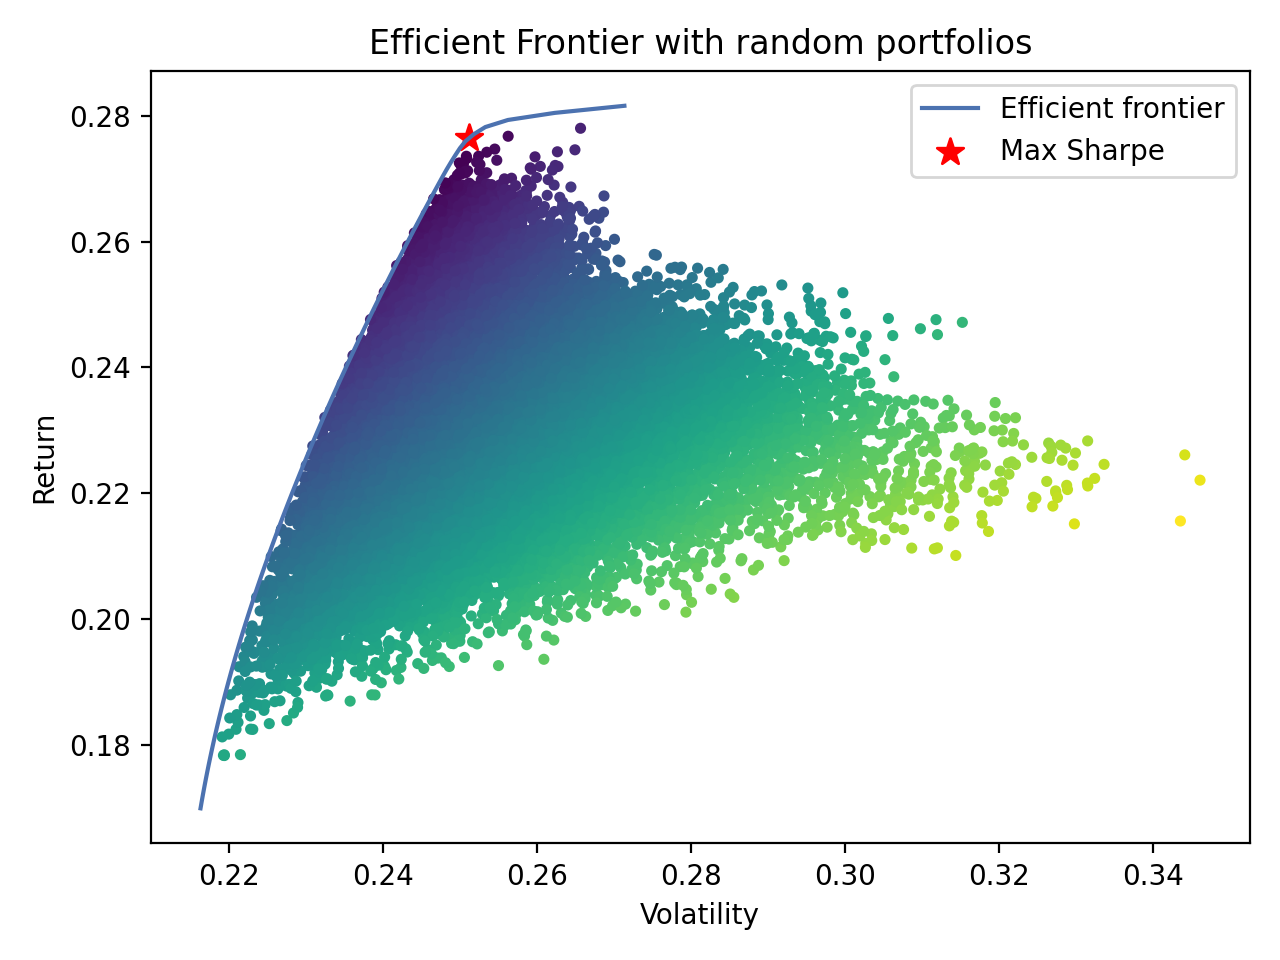 Efficient Frontier with random portfolios
Efficient frontier
Max Sharpe
Return
0.28
0.26
0.24
0.22
0.20
0.18
0.22 0.24 0.26 0.28 0.30 0.32 0.34
Volatility